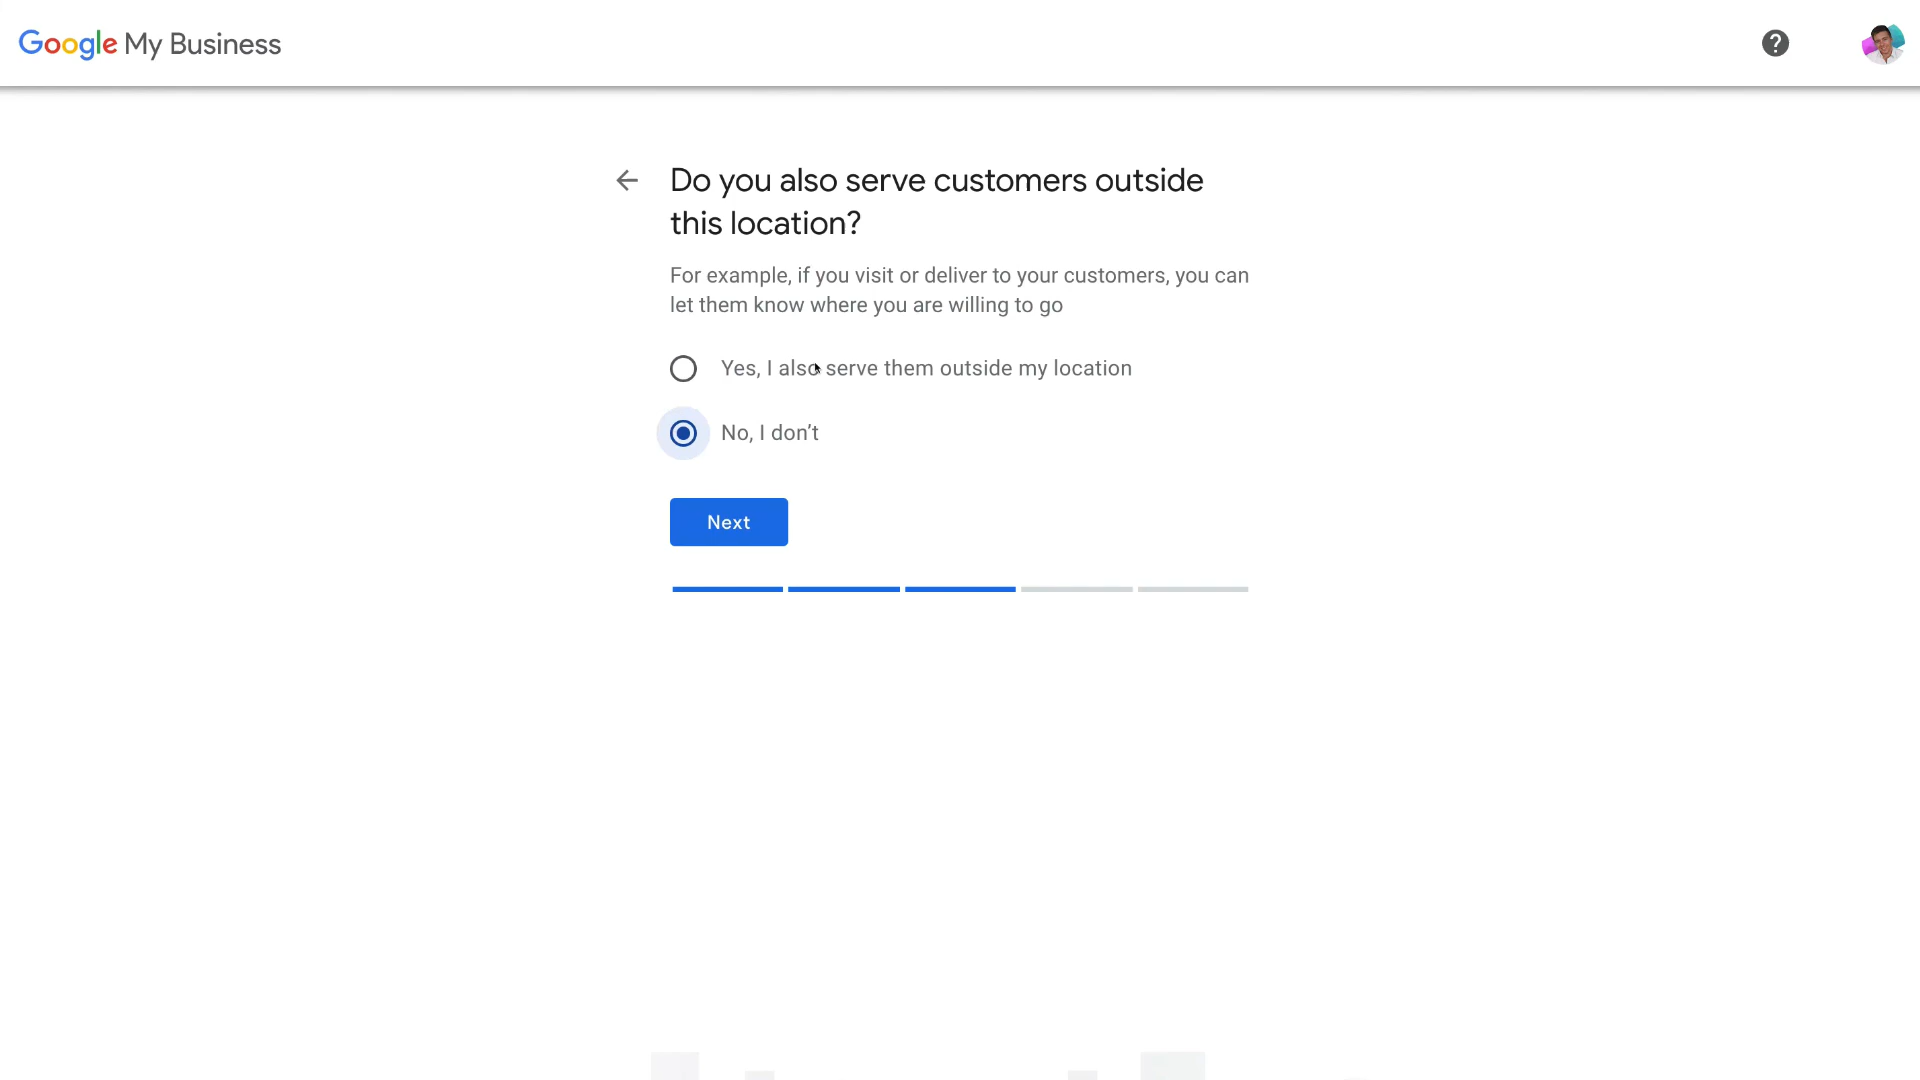 Google My Business
?
Do you also serve customers outside
this location?
For example, if you visit or deliver to your customers, you can
let them know where you are willing to go
Yes, I also serve them outside my location
No, I don’t
Next